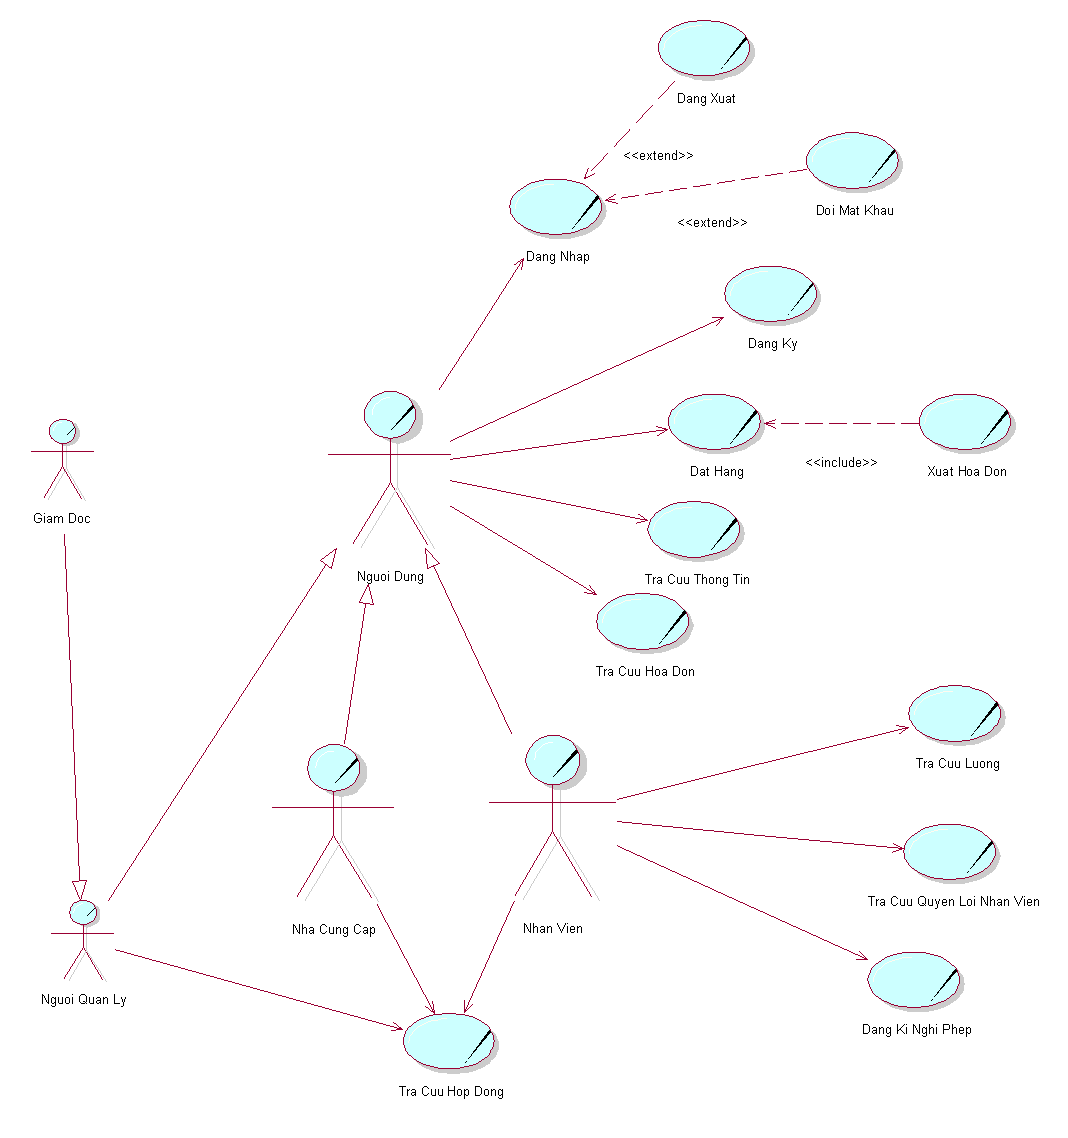 Dang Xuat
<<extend>>
Doi Mat Khau
<<extend>>
Dang Nhap
Dang Ky
Dat Hang
<<include>>
Xuat Hoa Don
Giam Doc
Nguoi Dung
Tra Cuu Thong Tin
Tra Cuu Hoa Don
Tra Cuu Luong
Tra Cuu Quyen Loi Nhan Vien
Nha Cung Cap
Nhan Vien
Nguoi Quan Ly
Dang Ki Nghi Phep
Tra Cuu Hop Dong